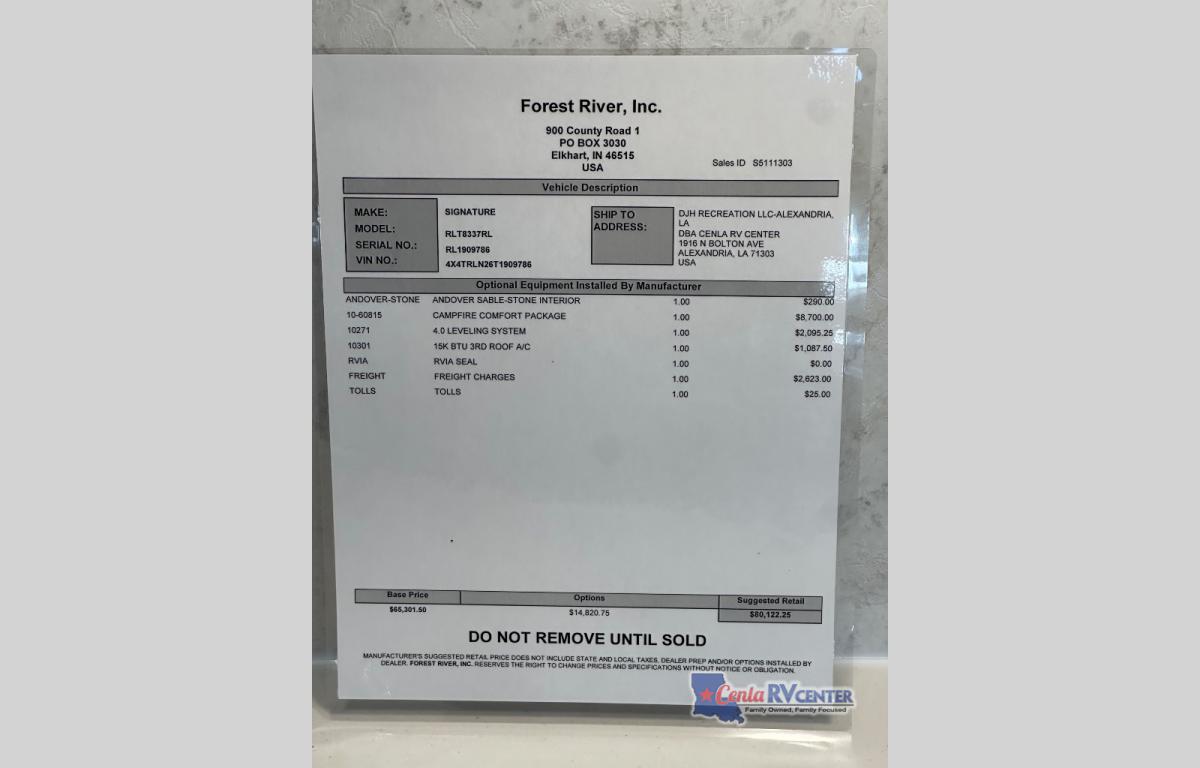 Forest River, Inc.
900 County Road 1
PO BOX 3030
Elkhart, IN 46515
USA
Sales ID S5111303
Vehicle Description
MAKE: SIGNATURE
MODEL: RLT8337RL
SERIAL NO.: RL1909786
VIN NO.: 4X4TRLN26T1909786
SHIP TO
ADDRESS:
DJH RECREATION LLC-ALEXANDRIA,
LA
DBA CENLA RV CENTER
1916 N BOLTON AVE
ALEXANDRIA, LA 71303
USA
Optional Equipment Installed By Manufacturer
ANDOVER-STONE ANDOVER SABLE-STONE INTERIOR 1.00 $290.00
10-60815 CAMPFIRE COMFORT PACKAGE 1.00 $8,700.00
10271 4.0 LEVELING SYSTEM 1.00 $2,095.25
10301 15K BTU 3RD ROOF A/C 1.00 $1,087.50
RVIA RVIA SEAL 1.00 $0.00
FREIGHT FREIGHT CHARGES 1.00 $2,623.00
TOLLS TOLLS 1.00 $25.00
Base Price Options Suggested Retail
$65,301.50 $14,820.75 $80,122.25
DO NOT REMOVE UNTIL SOLD
MANUFACTURER'S SUGGESTED RETAIL PRICE DOES NOT INCLUDE STATE AND LOCAL TAXES, DEALER PREP AND/OR OPTIONS INSTALLED BY
DEALER. FOREST RIVER, INC. RESERVES THE RIGHT TO CHANGE PRICES AND SPECIFICATIONS WITHOUT NOTICE OR OBLIGATION.
Cenla RV CENTER
Family Owned, Family Focused